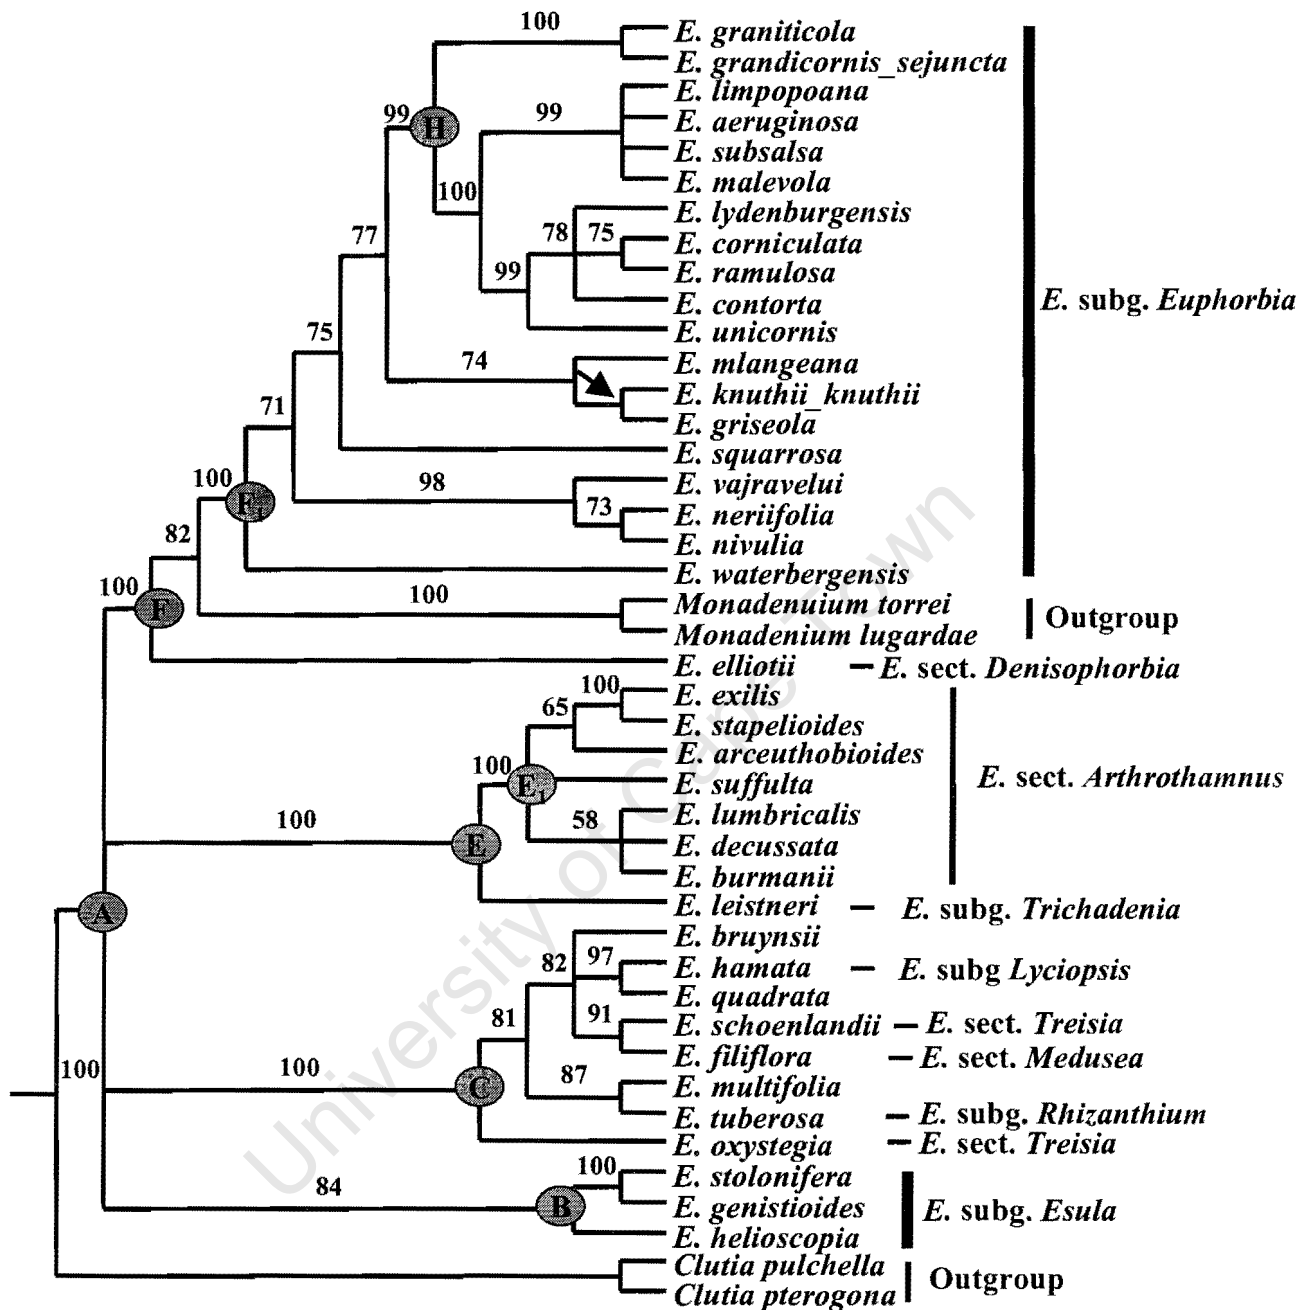 100
E. graniticola
E. grandicornis_sejuncta
E. limpopoana
99
H
99
E. aeruginosa
E. subsalsa
100
E. malevola
E. lydenburgensis
77
78
75
E. corniculata
E. ramulosa
99
E. contorta
E. subg. Euphorbia
E. unicornis
75
74
E. mlangeana
E. knuthii_knuthii
71
E. griseola
E. squarrosa
100
98
E. vajravelui
F1
73
E. neriifolia
82
E. nivulia
E. waterbergensis
100
F
100
Monadenuium torrei
Outgroup
Monadenium lugardae
E. elliotii
E. sect. Denisophorbia
100
E. exilis
65
E. stapelioides
E. arceuthobioides
100
E1
E. suffulta
E. sect. Arthrothamnus
100
58
E. lumbricalis
E
E. decussata
E. burmanii
A
E. leistneri
E. subg. Trichadenia
E. bruynsii
82
97
E. hamata
E. subg Lyciopsis
E. quadrata
81
91
E. schoenlandii
E. sect. Treisia
E. filiflora
E. sect. Medusea
100
100
C
87
E. multifolia
E. tuberosa
E. subg. Rhizanthium
E. oxystegia
E. sect. Treisia
84
B
100
E. stolonifera
E. genistioides
E. subg. Esula
E. helioscopia
Clutia pulchella
Outgroup
Clutia pterogona
University of Cape Town